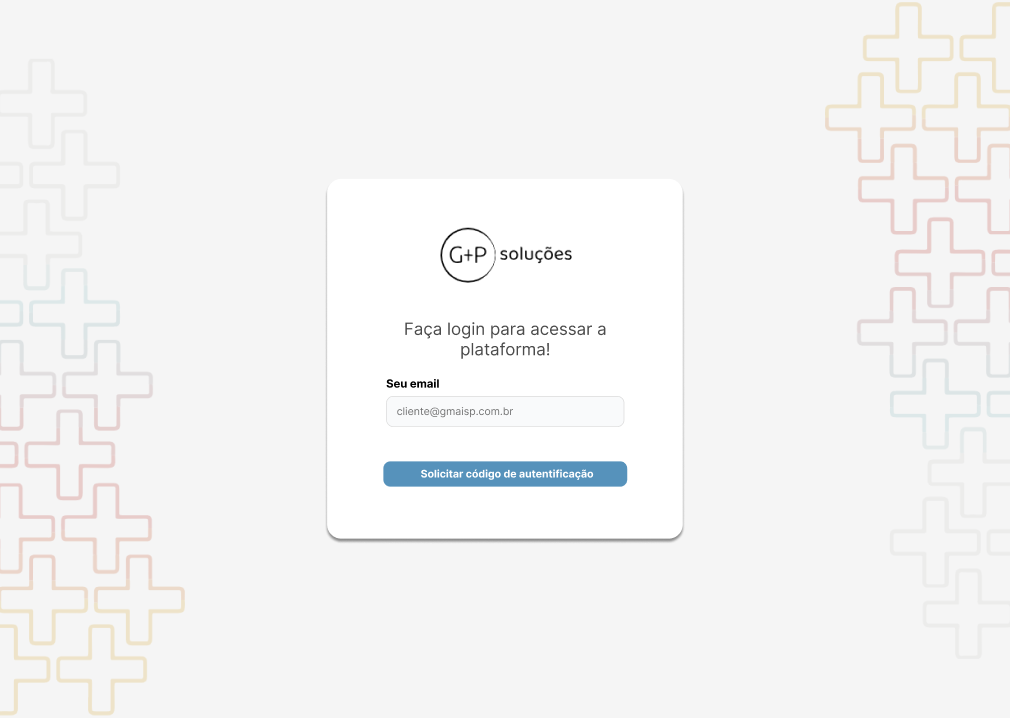 G+P soluções
Faça login para acessar a
plataforma!
Seu email
cliente@gmaisp.com.br
Solicitar código de autentificação